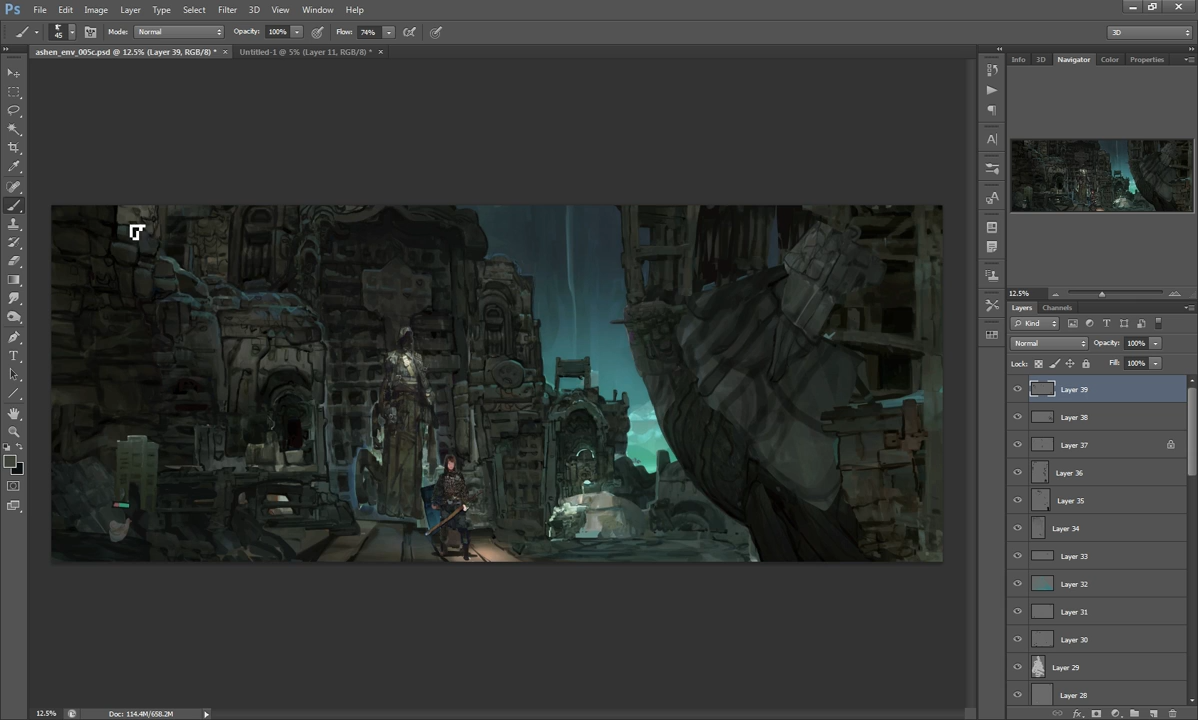 Ps File Edit Image Layer Type Select Filter 3D View Window Help
45 Mode: Normal Opacity: 100% Flow: 74% 3D
ashen_env_005c.psd @ 12.5% (Layer 39, RGB/8) * × Untitled-1 @ 5% (Layer 11, RGB/8) * ×
Info 3D Navigator Color Properties
12.5%
Layers Channels
Kind
Normal Opacity: 100%
Lock: Fill: 100%
Layer 39
Layer 38
Layer 37
Layer 36
Layer 35
Layer 34
Layer 33
Layer 32
Layer 31
Layer 30
Layer 29
Layer 28
12.5% Doc: 114.4M/658.2M